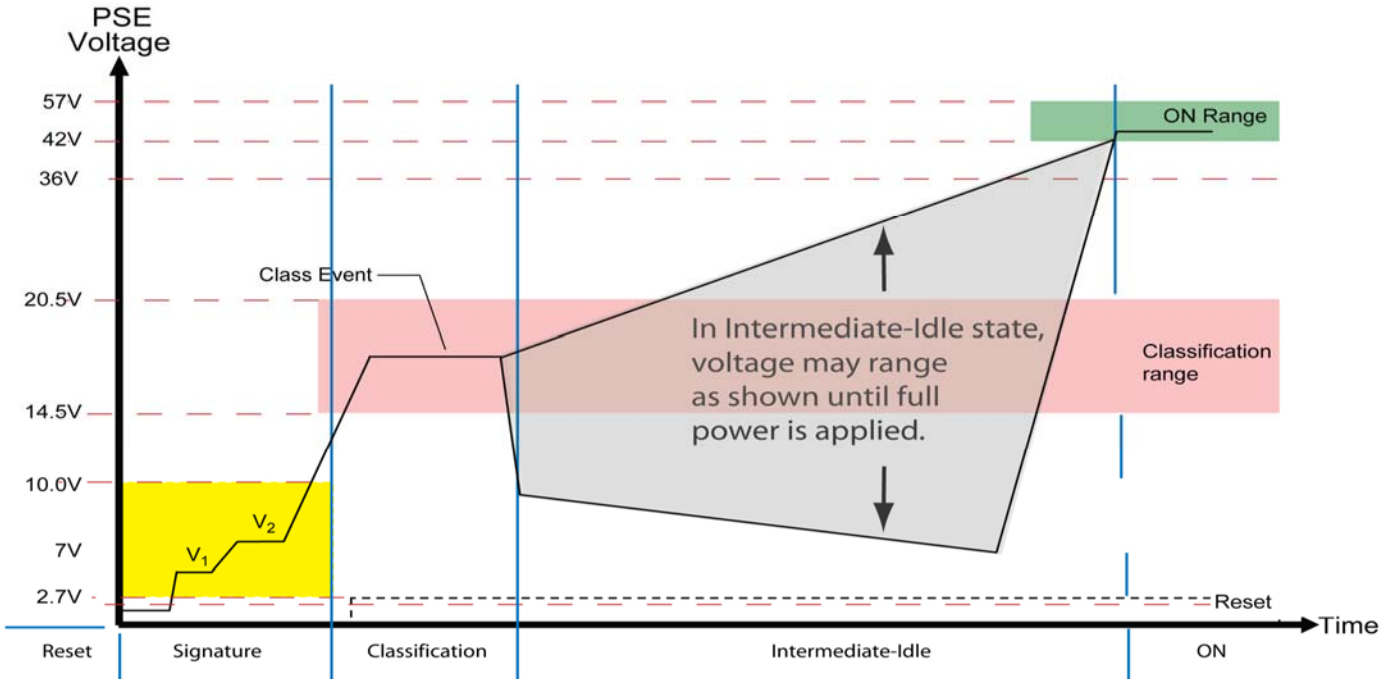 PSE
Voltage
57V
ON Range
42V
36V
Class Event
20.5V
In Intermediate-Idle state,
voltage may range
as shown until full
power is applied.
Classification
range
14.5V
10.0V
V2
7V
V1
2.7V
Reset
Time
Reset
Signature
Classification
Intermediate-Idle
ON